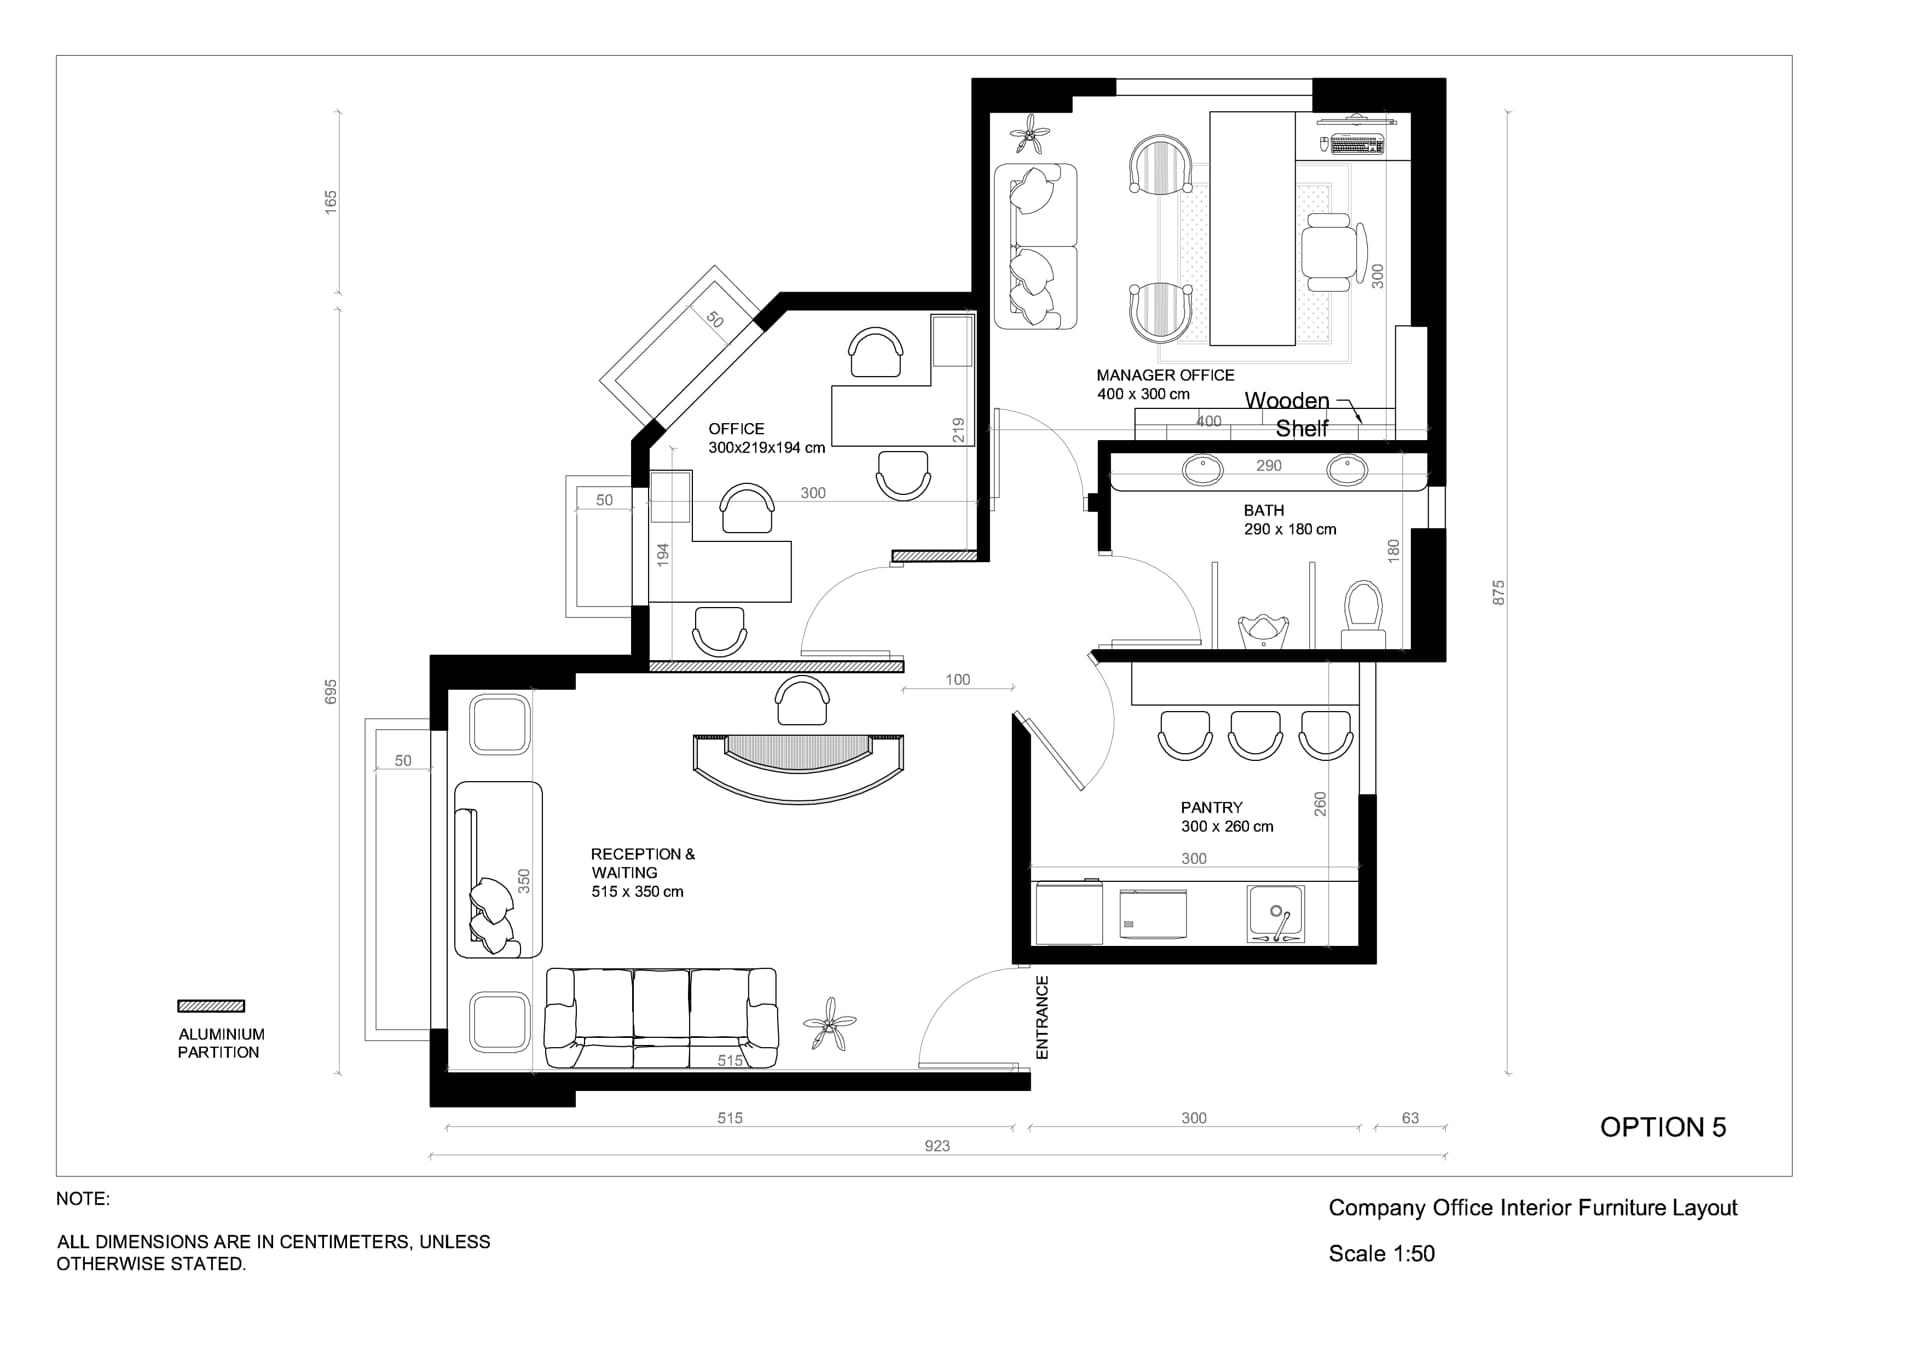 165
50
300
MANAGER OFFICE
400 x 300 cm
Wooden
Shelf
400
OFFICE
300x219x194 cm
219
290
50
300
BATH
290 x 180 cm
194
180
875
695
100
50
PANTRY
300 x 260 cm
260
RECEPTION &
WAITING
515 x 350 cm
350
300
ENTRANCE
ALUMINIUM
PARTITION
515
515
300
63
923
OPTION 5
NOTE:
ALL DIMENSIONS ARE IN CENTIMETERS, UNLESS
OTHERWISE STATED.
Company Office Interior Furniture Layout
Scale 1:50